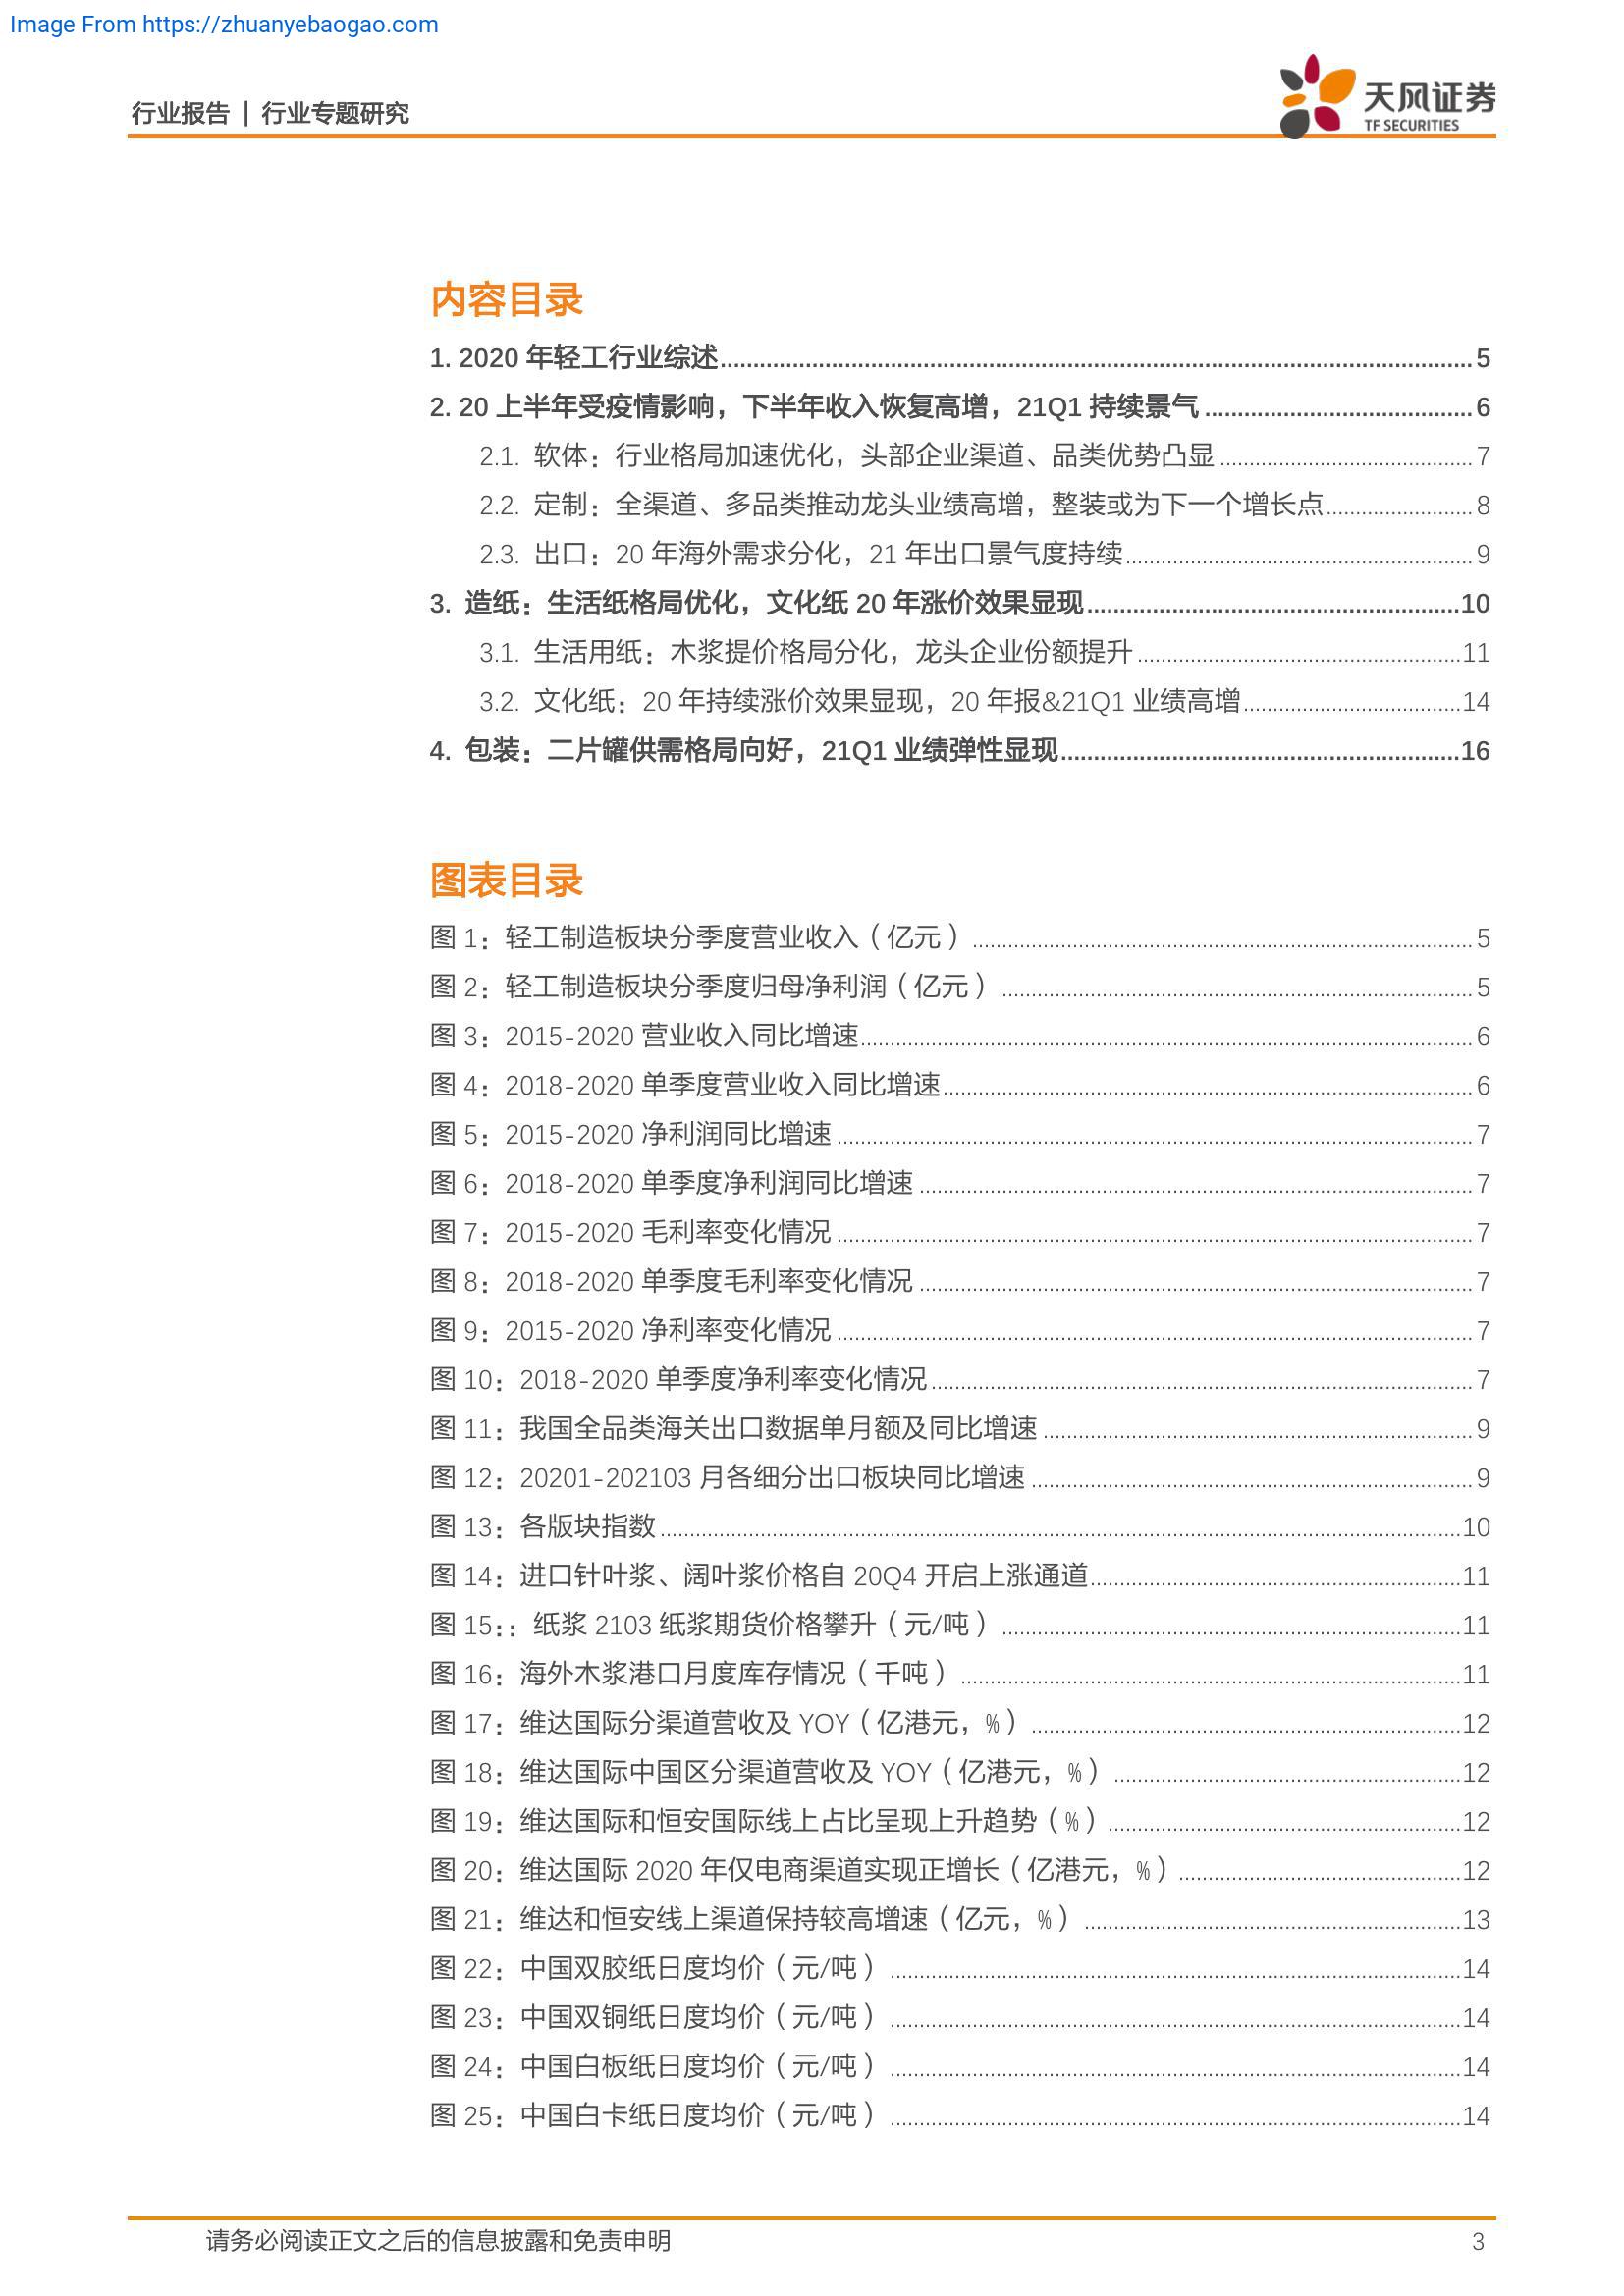 Image From https://zhuanyebaogao.com
行业报告 | 行业专题研究
天风证券
TF SECURITIES
内容目录
1. 2020 年轻工行业综述 5
2. 20 上半年受疫情影响，下半年收入恢复高增，21Q1 持续景气 6
2.1. 软体：行业格局加速优化，头部企业渠道、品类优势凸显 7
2.2. 定制：全渠道、多品类推动龙头业绩高增，整装或为下一个增长点 8
2.3. 出口：20 年海外需求分化，21 年出口景气度持续 9
3. 造纸：生活纸格局优化，文化纸 20 年涨价效果显现 10
3.1. 生活用纸：木浆提价格局分化，龙头企业份额提升 11
3.2. 文化纸：20 年持续涨价效果显现，20 年报&21Q1 业绩高增 14
4. 包装：二片罐供需格局向好，21Q1 业绩弹性显现 16
图表目录
图 1：轻工制造板块分季度营业收入（亿元） 5
图 2：轻工制造板块分季度归母净利润（亿元） 5
图 3：2015-2020 营业收入同比增速 6
图 4：2018-2020 单季度营业收入同比增速 6
图 5：2015-2020 净利润同比增速 7
图 6：2018-2020 单季度净利润同比增速 7
图 7：2015-2020 毛利率变化情况 7
图 8：2018-2020 单季度毛利率变化情况 7
图 9：2015-2020 净利率变化情况 7
图 10：2018-2020 单季度净利率变化情况 7
图 11：我国全品类海关出口数据单月额及同比增速 9
图 12：20201-202103 月各细分出口板块同比增速 9
图 13：各版块指数 10
图 14：进口针叶浆、阔叶浆价格自 20Q4 开启上涨通道 11
图 15：：纸浆 2103 纸浆期货价格攀升（元/吨） 11
图 16：海外木浆港口月度库存情况（千吨） 11
图 17：维达国际分渠道营收及 YOY（亿港元，%） 12
图 18：维达国际中国区分渠道营收及 YOY（亿港元，%） 12
图 19：维达国际和恒安国际线上占比呈现上升趋势（%） 12
图 20：维达国际 2020 年仅电商渠道实现正增长（亿港元，%） 12
图 21：维达和恒安线上渠道保持较高增速（亿元，%） 13
图 22：中国双胶纸日度均价（元/吨） 14
图 23：中国双铜纸日度均价（元/吨） 14
图 24：中国白板纸日度均价（元/吨） 14
图 25：中国白卡纸日度均价（元/吨） 14
请务必阅读正文之后的信息披露和免责申明 3